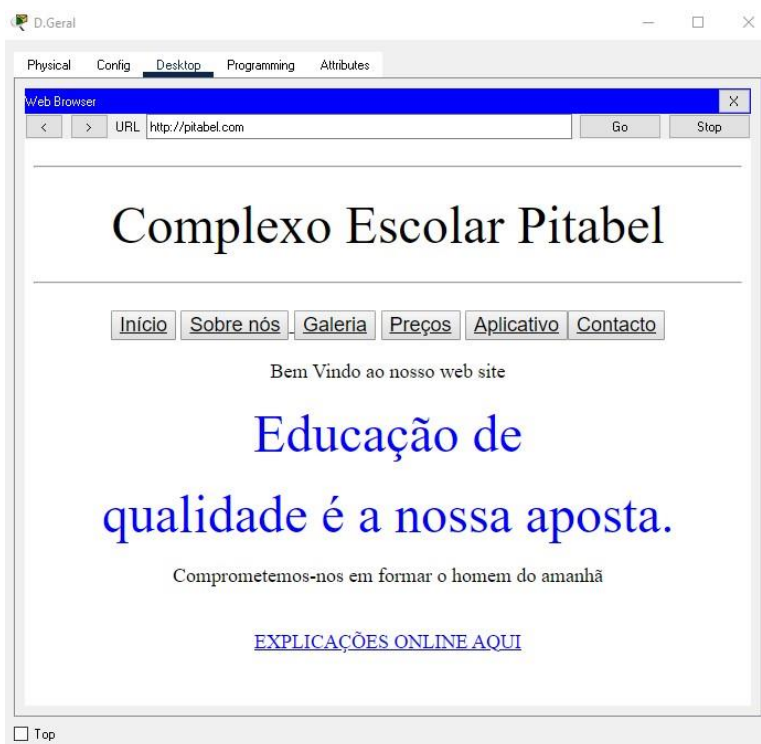 D.Geral
Physical Config Desktop Programming Attributes
Web Browser X
< > URL http://pitabel.com Go Stop
Complexo Escolar Pitabel
Início Sobre nós Galeria Preços Aplicativo Contacto
Bem Vindo ao nosso web site
Educação de
qualidade é a nossa aposta.
Comprometemos-nos em formar o homem do amanhã
EXPLICAÇÕES ONLINE AQUI
Top